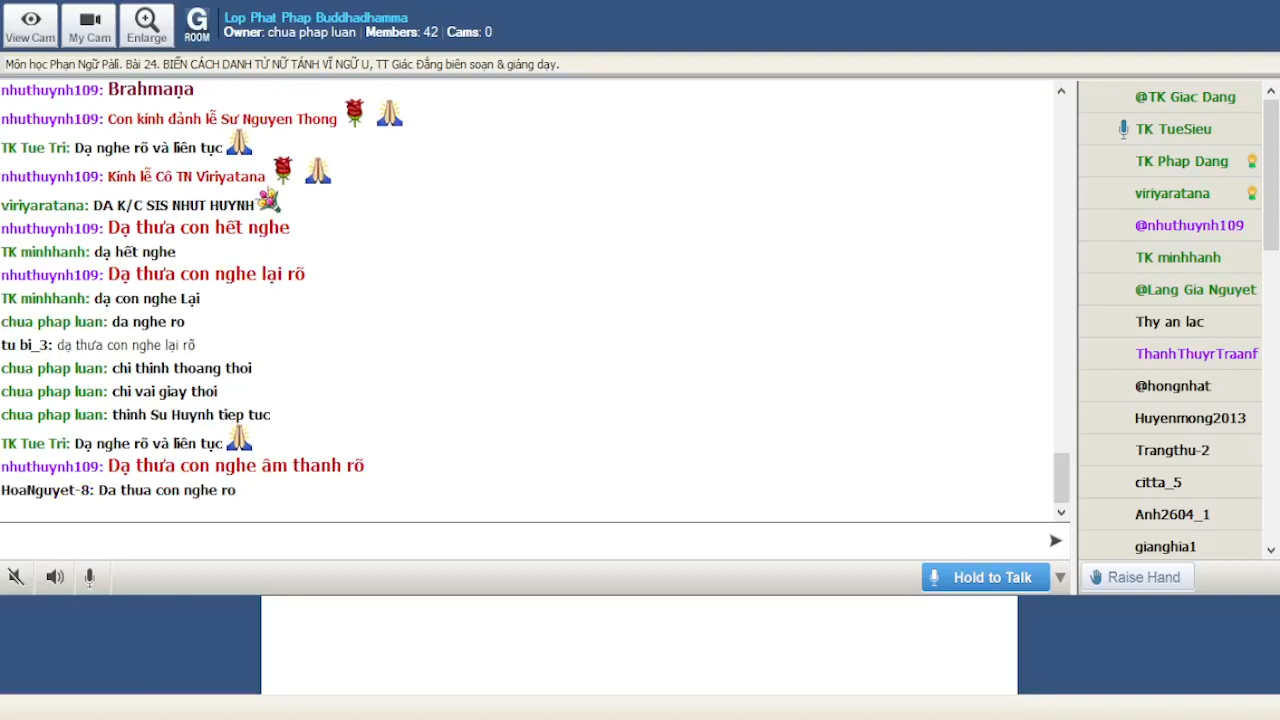 Lop Phat Phap Buddhadhamma
Owner: chua phap luan | Members: 42 | Cams: 0
View Cam
My Cam
Enlarge
G ROOM
Môn học Phạn Ngữ Pāli. Bài 24. BIẾN CÁCH DANH TỪ NỮ TÁNH VĨ NGỮ U, TT Giác Đẳng biên soạn & giảng dạy.
nhuthuynh109: Brahmaṇa
nhuthuynh109: Con kính đảnh lễ Sư Nguyen Thong
TK Tue Tri: Dạ nghe rõ và liên tục
nhuthuynh109: Kính lễ Cô TN Viriyatana
viriyaratana: DA K/C SIS NHUT HUYNH
nhuthuynh109: Dạ thưa con hết nghe
TK minhhanh: dạ hết nghe
nhuthuynh109: Dạ thưa con nghe lại rõ
TK minhhanh: dạ con nghe Lại
chua phap luan: da nghe ro
tu bi_3: dạ thưa con nghe lại rõ
chua phap luan: chi thinh thoang thoi
chua phap luan: chi vai giay thoi
chua phap luan: thinh Su Huynh tiep tuc
TK Tue Tri: Dạ nghe rõ và liên tục
nhuthuynh109: Dạ thưa con nghe âm thanh rõ
HoaNguyet-8: Da thua con nghe ro
@TK Giac Dang
TK TueSieu
TK Phap Dang
viriyaratana
@nhuthuynh109
TK minhhanh
@Lang Gia Nguyet
Thy an lac
ThanhThuyrTraanf
@hongnhat
Huyenmong2013
Trangthu-2
citta_5
Anh2604_1
gianghia1
Hold to Talk
Raise Hand